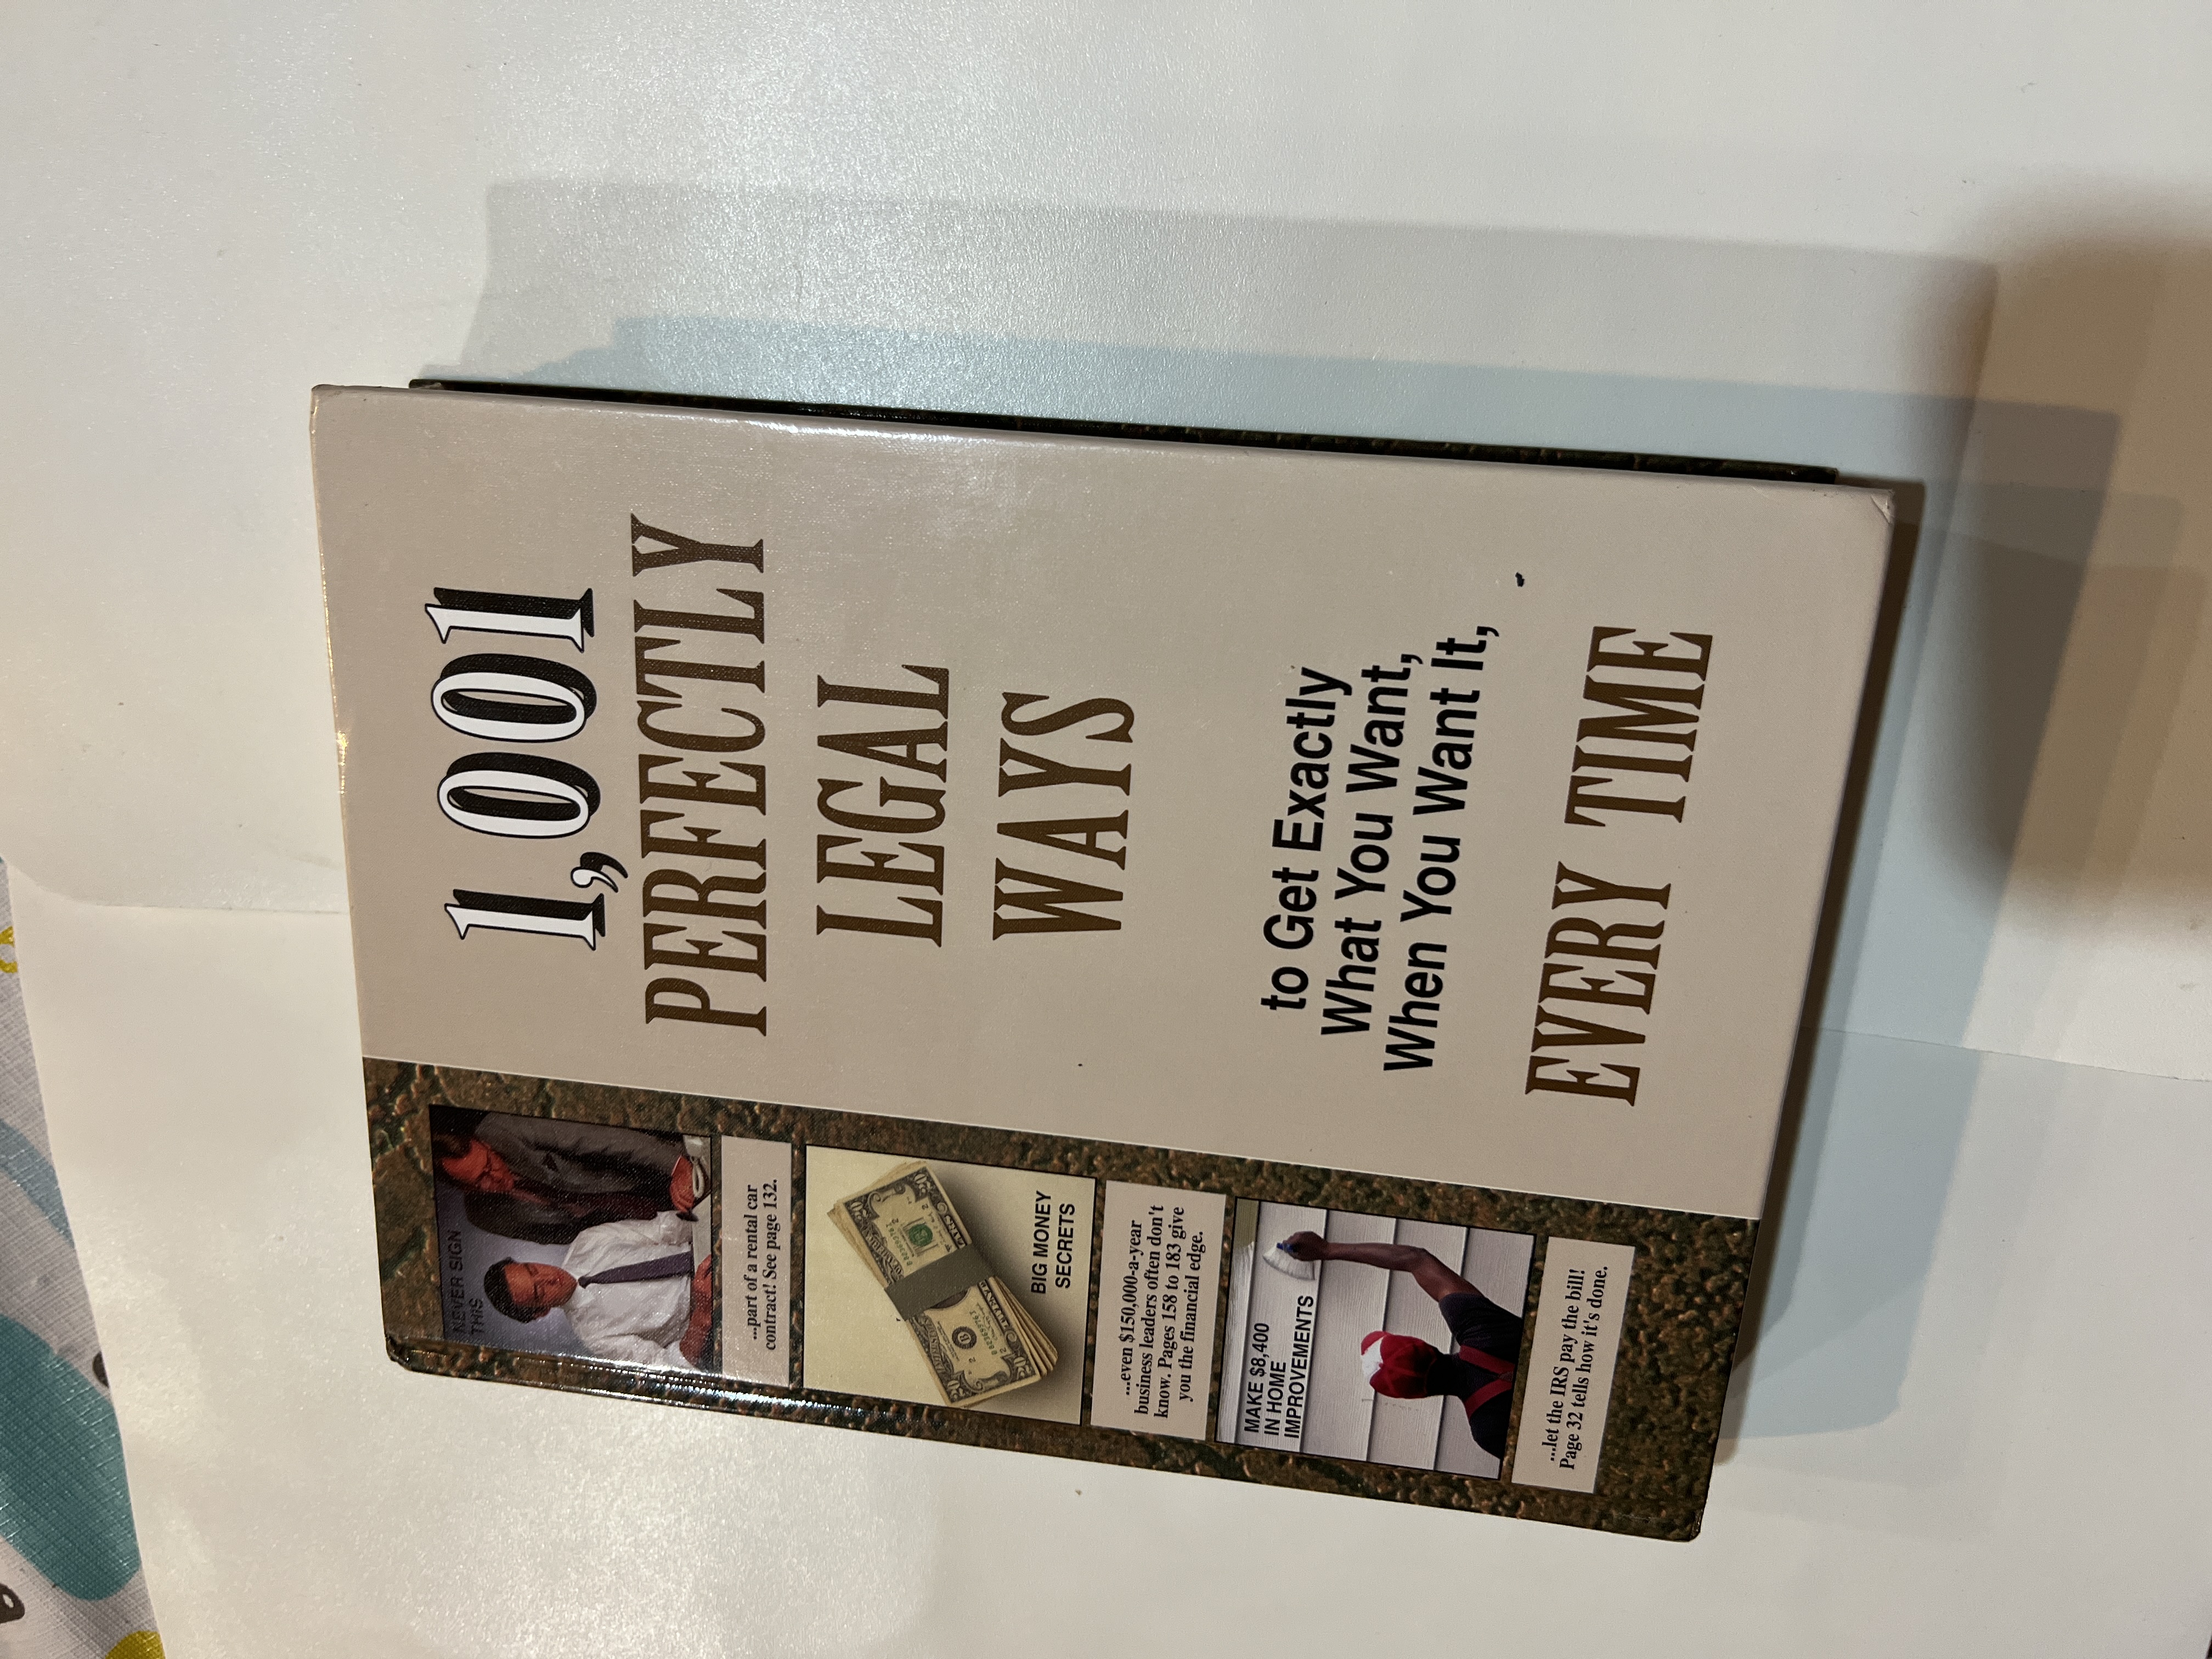 1,001
PERFECTLY
LEGAL
WAYS
to Get Exactly
What You Want,
When You Want It,
EVERY TIME
NEVER SIGN
THIS
...part of a rental car
contract! See page 132.
BIG MONEY
SECRETS
...even $150,000-a-year
business leaders often don't
know. Pages 158 to 183 give
you the financial edge.
MAKE $8,400
IN HOME
IMPROVEMENTS
...let the IRS pay the bill!
Page 32 tells how it's done.